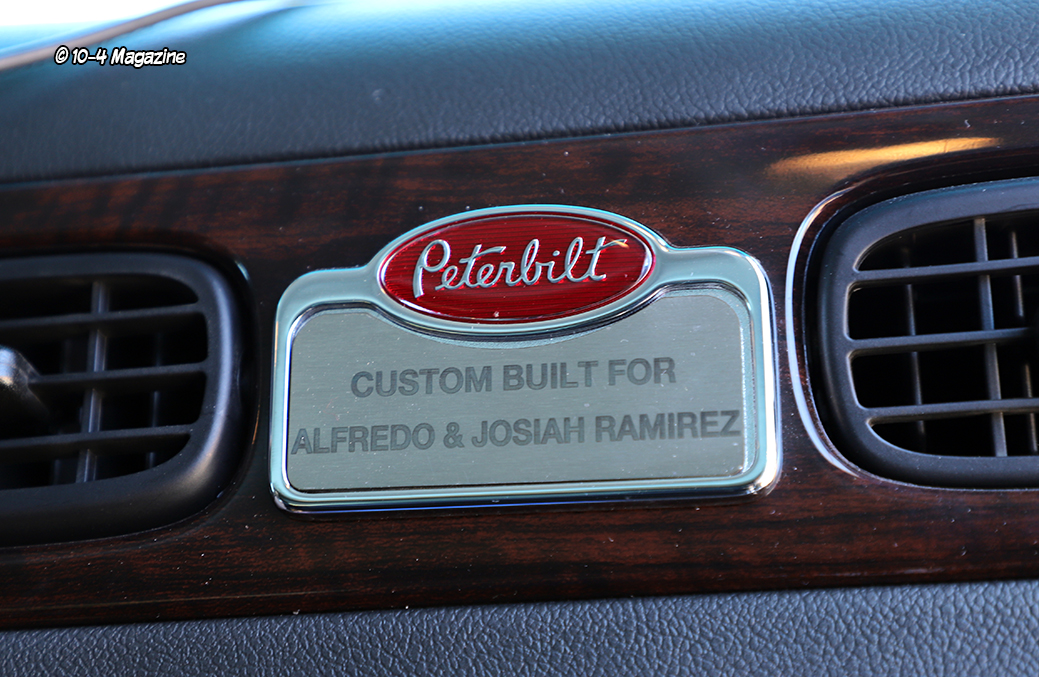 © 10-4 Magazine
Peterbilt
CUSTOM BUILT FOR
ALFREDO & JOSIAH RAMIREZ